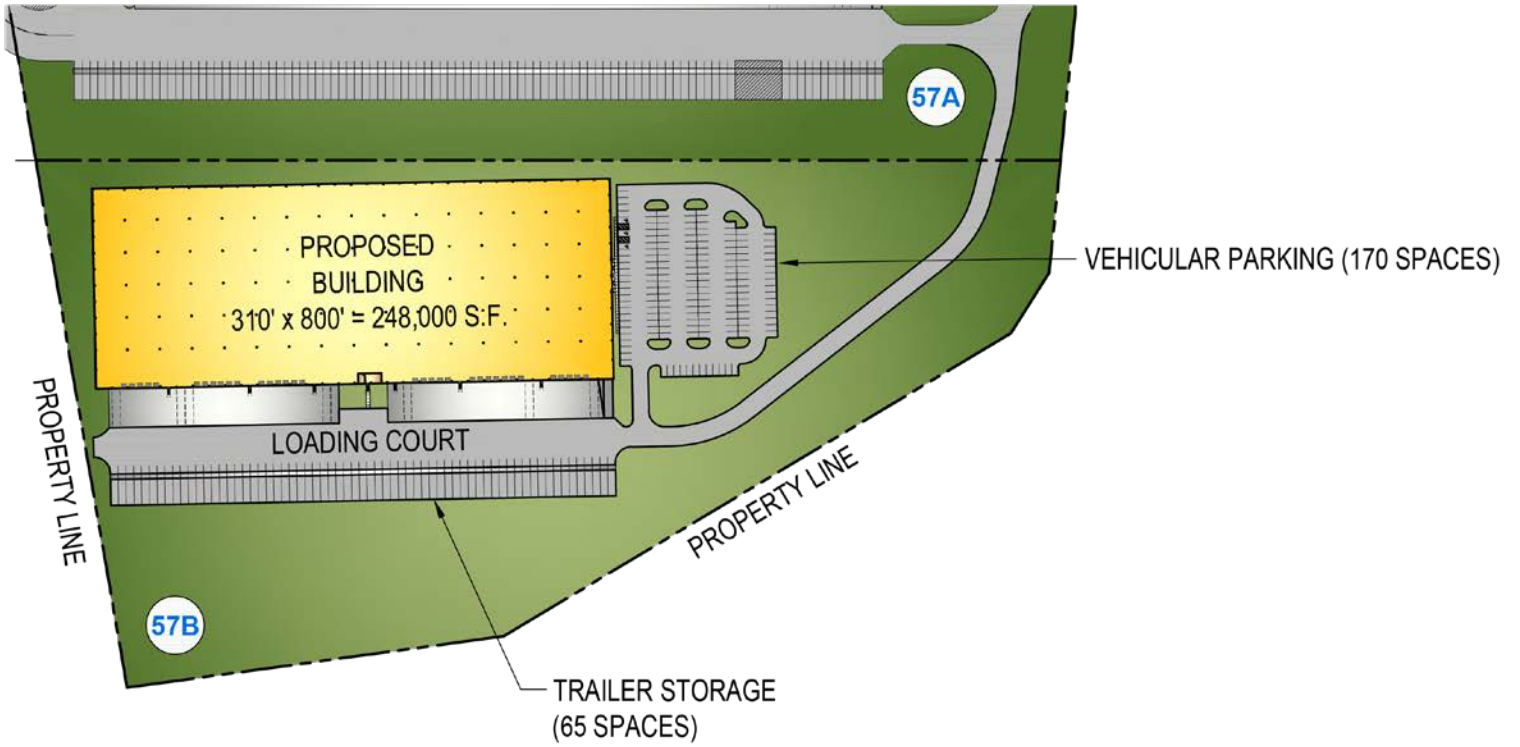 57A
PROPOSED
BUILDING
310' x 800' = 248,000 S.F.
VEHICULAR PARKING (170 SPACES)
LOADING COURT
PROPERTY LINE
PROPERTY LINE
57B
TRAILER STORAGE
(65 SPACES)